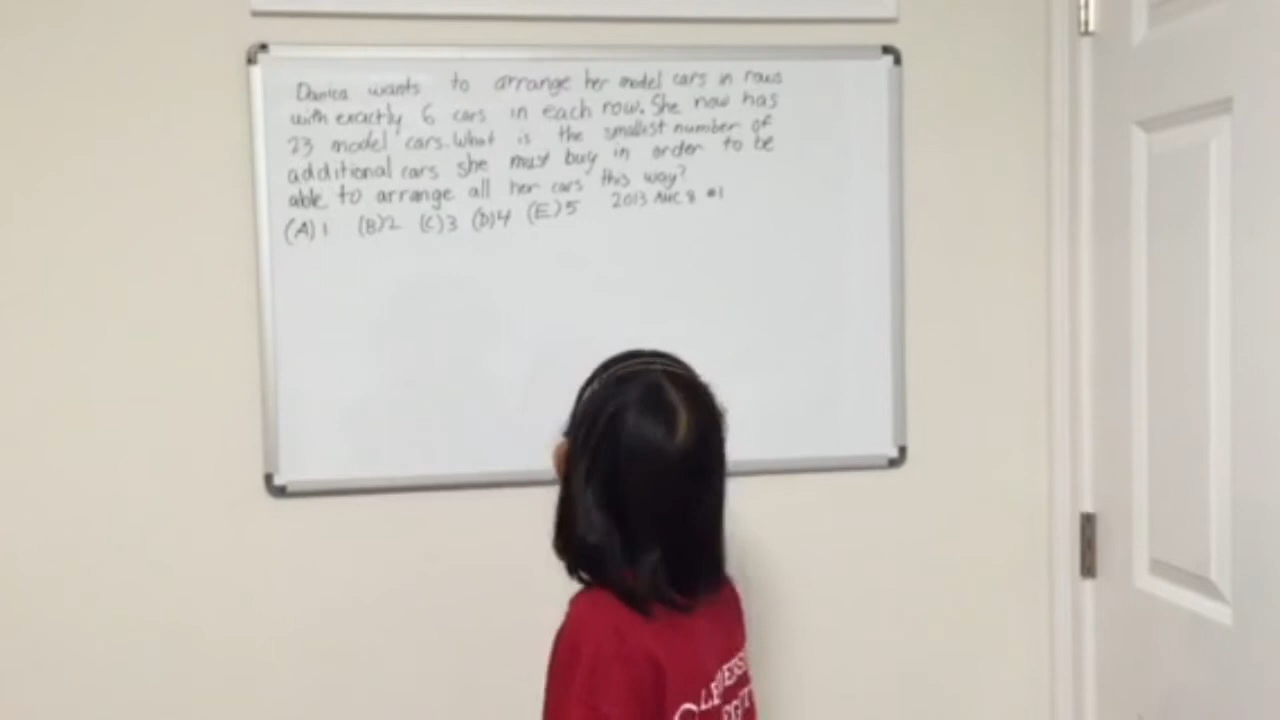 Danica wants to arrange her model cars in rows
with exactly 6 cars in each row. She now has
23 model cars. What is the smallest number of
additional cars she must buy in order to be
able to arrange all her cars this way?
(A) 1 (B) 2 (C) 3 (D) 4 (E) 5 2013 AMC 8 #1